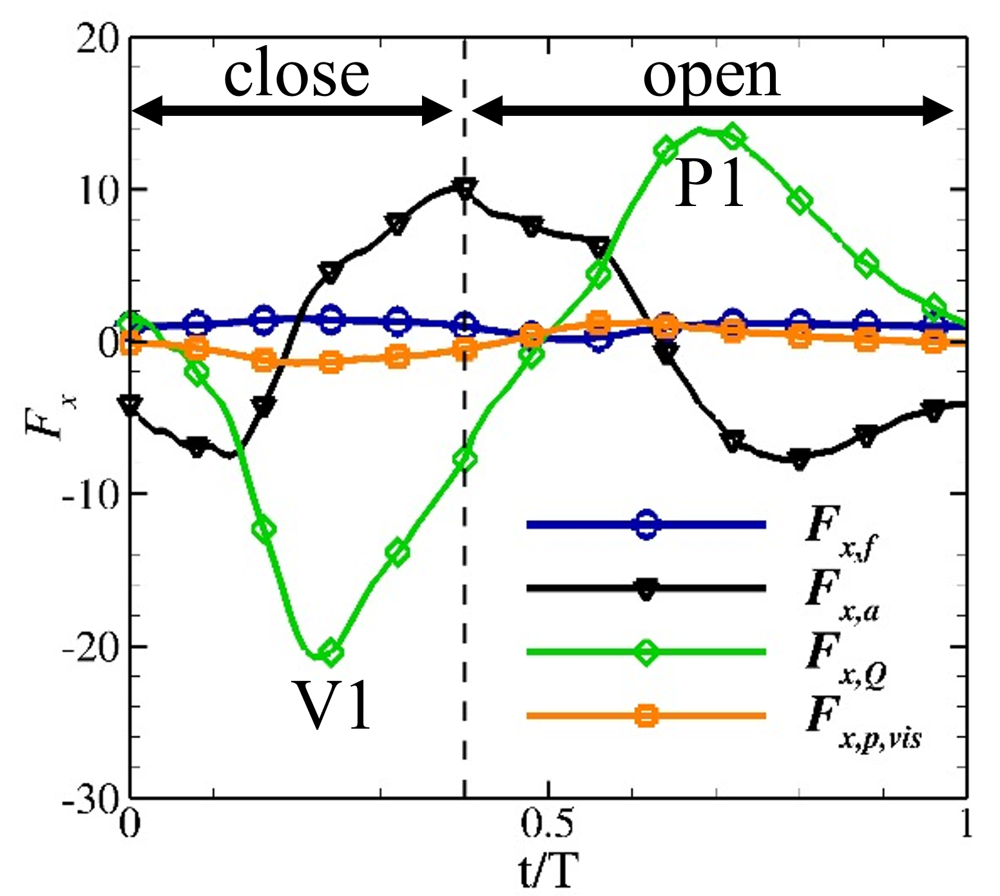 20
close open
P1
10
0
F x
-10
F x,f
F x,a
-20
F x,Q
V1
F x,p,vis
-30
0 0.5 1
t/T